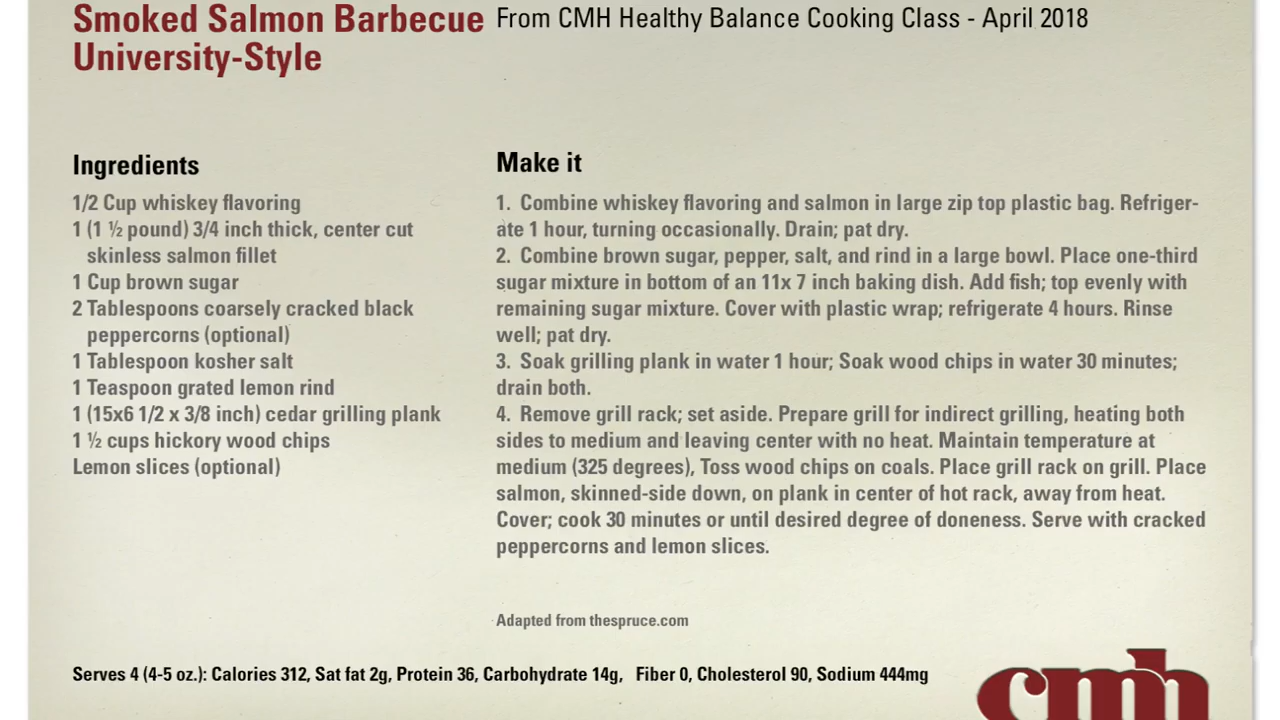 Smoked Salmon Barbecue
University-Style
From CMH Healthy Balance Cooking Class - April 2018
Ingredients
1/2 Cup whiskey flavoring
1 (1 ½ pound) 3/4 inch thick, center cut
skinless salmon fillet
1 Cup brown sugar
2 Tablespoons coarsely cracked black
peppercorns (optional)
1 Tablespoon kosher salt
1 Teaspoon grated lemon rind
1 (15x6 1/2 x 3/8 inch) cedar grilling plank
1 ½ cups hickory wood chips
Lemon slices (optional)
Make it
1. Combine whiskey flavoring and salmon in large zip top plastic bag. Refriger-
ate 1 hour, turning occasionally. Drain; pat dry.
2. Combine brown sugar, pepper, salt, and rind in a large bowl. Place one-third
sugar mixture in bottom of an 11x 7 inch baking dish. Add fish; top evenly with
remaining sugar mixture. Cover with plastic wrap; refrigerate 4 hours. Rinse
well; pat dry.
3. Soak grilling plank in water 1 hour; Soak wood chips in water 30 minutes;
drain both.
4. Remove grill rack; set aside. Prepare grill for indirect grilling, heating both
sides to medium and leaving center with no heat. Maintain temperature at
medium (325 degrees), Toss wood chips on coals. Place grill rack on grill. Place
salmon, skinned-side down, on plank in center of hot rack, away from heat.
Cover; cook 30 minutes or until desired degree of doneness. Serve with cracked
peppercorns and lemon slices.
Adapted from thespruce.com
Serves 4 (4-5 oz.): Calories 312, Sat fat 2g, Protein 36, Carbohydrate 14g, Fiber 0, Cholesterol 90, Sodium 444mg
cmh